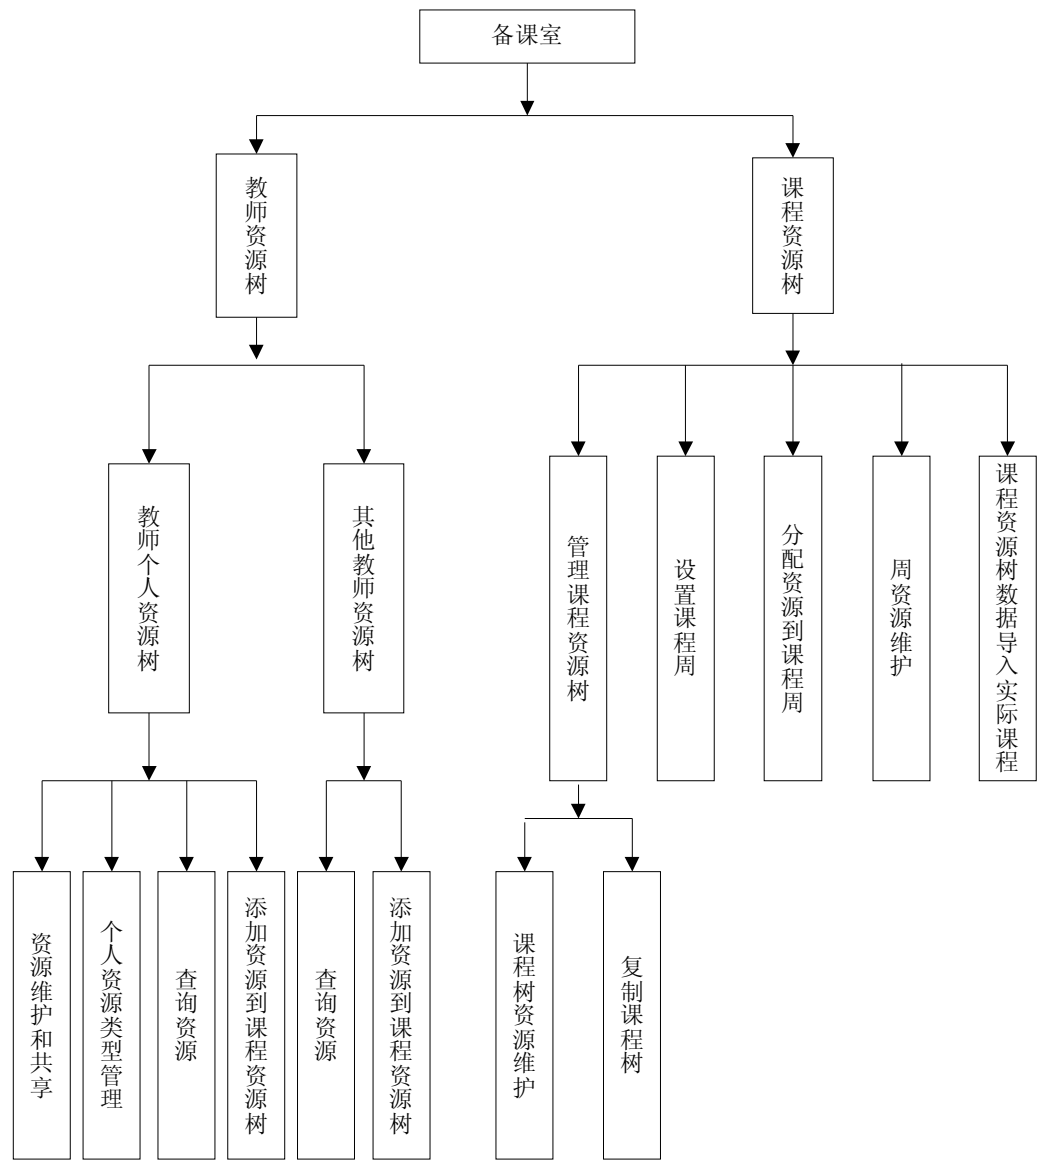 备课室
教师资源树
课程资源树
教师个人资源树
其他教师资源树
管理课程资源树
设置课程周
分配资源到课程周
周资源维护
课程资源树数据导入实际课程
资源维护和共享
个人资源类型管理
查询资源
添加资源到课程资源树
查询资源
添加资源到课程资源树
课程树资源维护
复制课程树